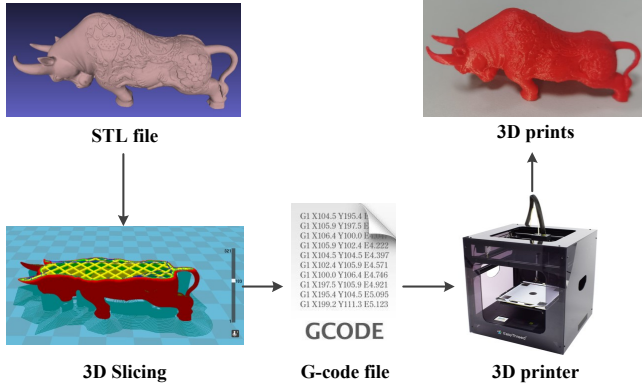 STL file
3D prints
G1 X104.5 Y195.4
G1 X105.9 Y197.5
G1 X106.4 Y100.0
G1 X105.9 Y102.4 E4.222
G1 X104.5 Y104.5 E4.397
G1 X102.4 Y105.9 E4.571
G1 X100.0 Y106.4 E4.746
G1 X197.5 Y105.9 E4.921
G1 X195.4 Y104.5 E5.095
G1 X199.2 Y111.3 E5.123
GCODE
3D Slicing
G-code file
3D printer